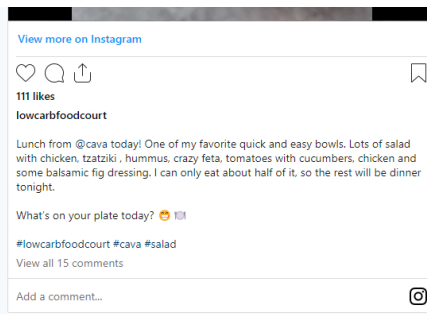 View more on Instagram
111 likes
lowcarbfoodcourt
Lunch from @cava today! One of my favorite quick and easy bowls. Lots of salad
with chicken, tzatziki , hummus, crazy feta, tomatoes with cucumbers, chicken and
some balsamic fig dressing. I can only eat about half of it, so the rest will be dinner
tonight.
What's on your plate today? 😷 🍽️
#lowcarbfoodcourt #cava #salad
View all 15 comments
Add a comment...